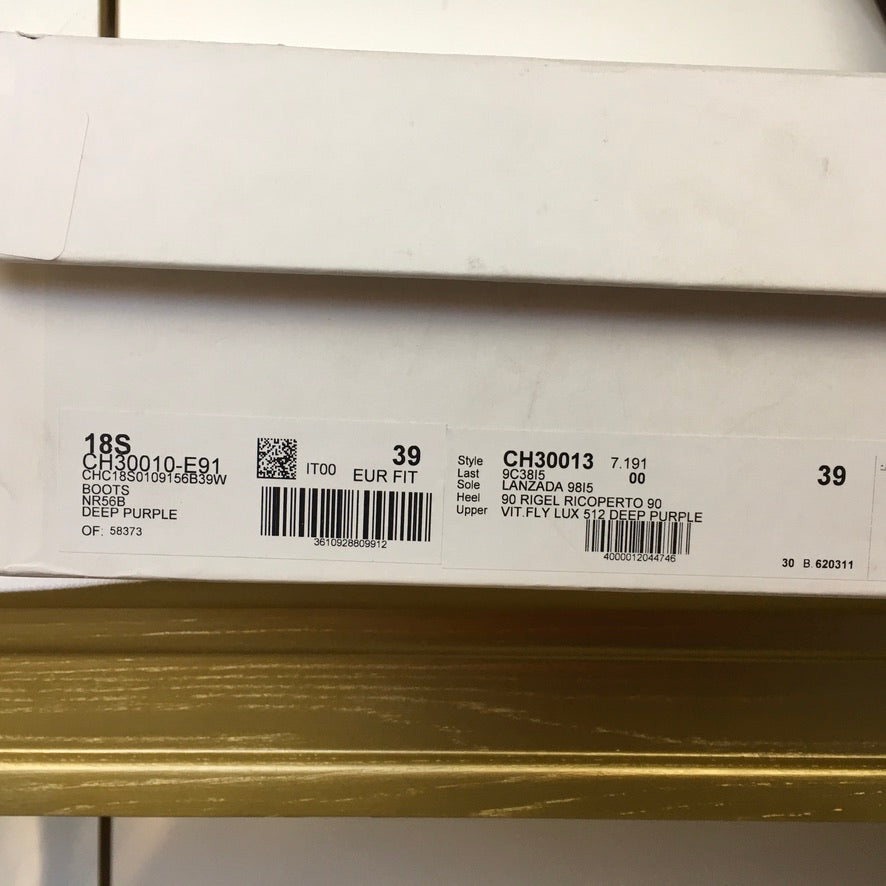 18S
CH30010-E91
CHC18S0109156B39W
BOOTS
NR56B
DEEP PURPLE
OF: 58373
IT00
39
EUR FIT
3610928809912
Style CH30013 7.191
Last 9C38I5 00
Sole LANZADA 98I5
Heel 90 RIGEL RICOPERTO 90
Upper VIT.FLY LUX 512 DEEP PURPLE
4000012044746
39
30 B. 620311